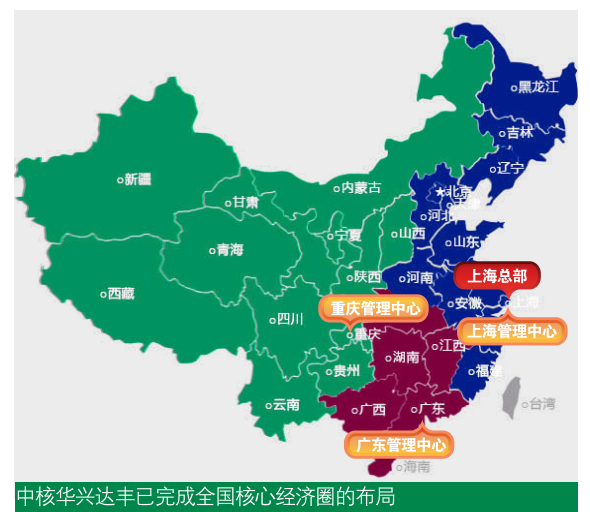 黑龙江
吉林
辽宁
新疆
内蒙古
北京
天津
甘肃
河北
宁夏
山西
山东
青海
陕西
河南
上海总部
西藏
安徽
上海
重庆管理中心
四川
上海管理中心
重庆
江西
湖南
贵州
福建
云南
广西
广东
台湾
广东管理中心
海南
中核华兴达丰已完成全国核心经济圈的布局